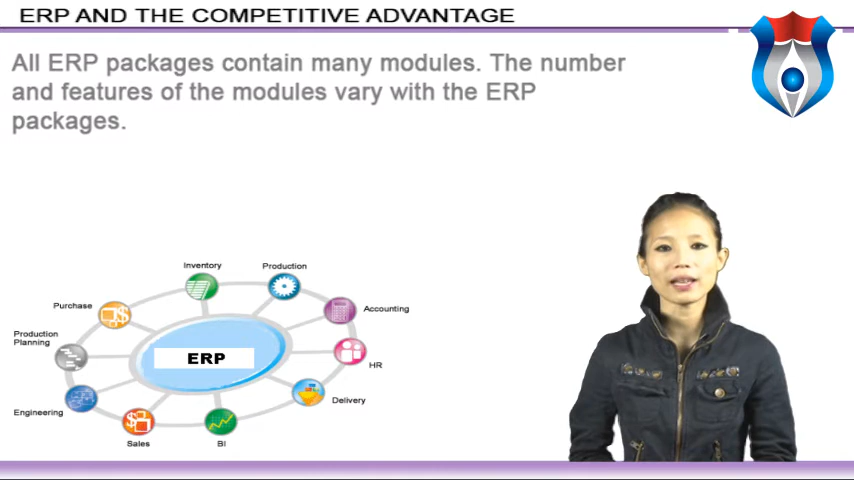 ERP AND THE COMPETITIVE ADVANTAGE
All ERP packages contain many modules. The number
and features of the modules vary with the ERP
packages.
Inventory
Production
Purchase
Accounting
Production
Planning
ERP
HR
Delivery
Engineering
Sales
BI